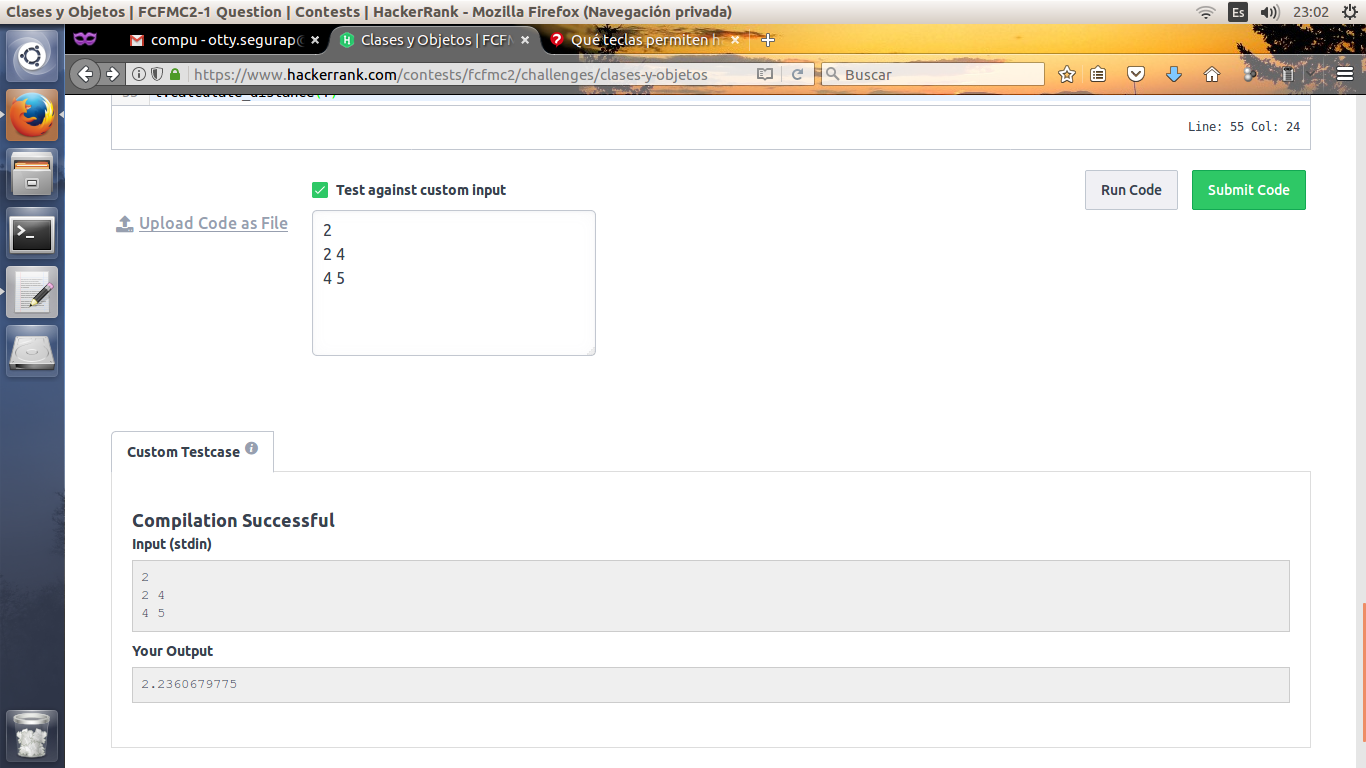 Clases y Objetos | FCFMC2-1 Question | Contests | HackerRank - Mozilla Firefox (Navegación privada)
Es
23:02
compu - otty.segurap@
Clases y Objetos | FCFM
Qué teclas permiten h
https://www.hackerrank.com/contests/fcfmc2/challenges/clases-y-objetos
Buscar
Line: 55 Col: 24
Test against custom input
Run Code
Submit Code
Upload Code as File
2
2 4
4 5
Custom Testcase
Compilation Successful
Input (stdin)
2
2 4
4 5
Your Output
2.2360679775